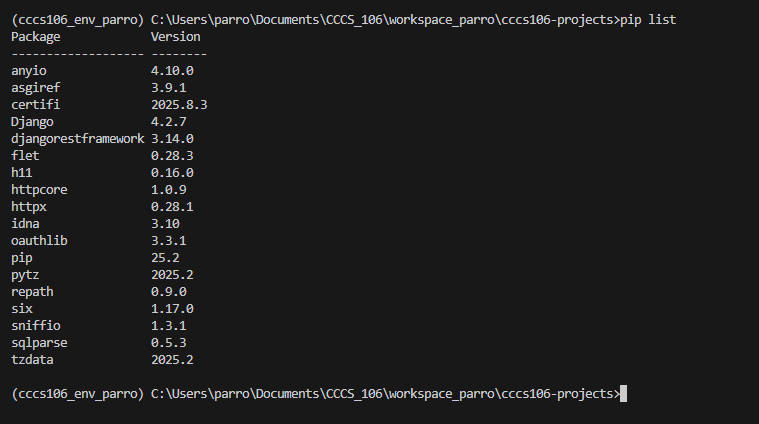 (cccs106_env_parro) C:\Users\parro\Documents\CCCS_106\workspace_parro\cccs106-projects>pip list
Package             Version
------------------- --------
anyio               4.10.0
asgiref             3.9.1
certifi             2025.8.3
Django              4.2.7
djangorestframework 3.14.0
flet                0.28.3
h11                 0.16.0
httpcore            1.0.9
httpx               0.28.1
idna                3.10
oauthlib            3.3.1
pip                 25.2
pytz                2025.2
repath              0.9.0
six                 1.17.0
sniffio             1.3.1
sqlparse            0.5.3
tzdata              2025.2
(cccs106_env_parro) C:\Users\parro\Documents\CCCS_106\workspace_parro\cccs106-projects>